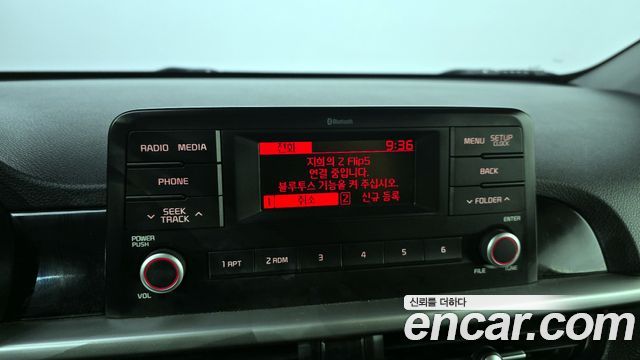 Bluetooth
RADIO MEDIA
PHONE
SEEK
TRACK
POWER
PUSH
VOL
전화 9:36
지희의 Z Flip5
연결 중입니다.
블루투스 기능을 켜 주십시오.
1 취소 2 신규 등록
MENU SETUP
CLOCK
BACK
FOLDER
ENTER
FILE TUNE
1 RPT 2 RDM 3 4 5 6
신뢰를 더하다
encar.com